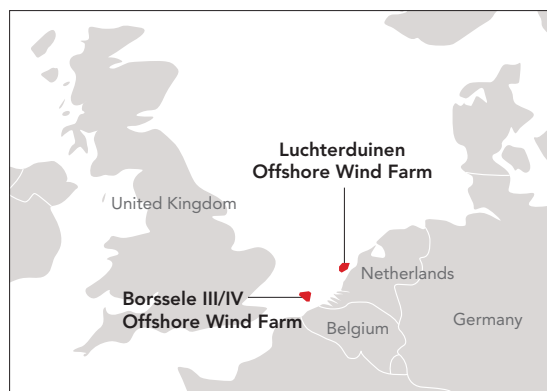 Luchterduinen
Offshore Wind Farm
United Kingdom
Netherlands
Borssele III/IV
Offshore Wind Farm
Belgium
Germany